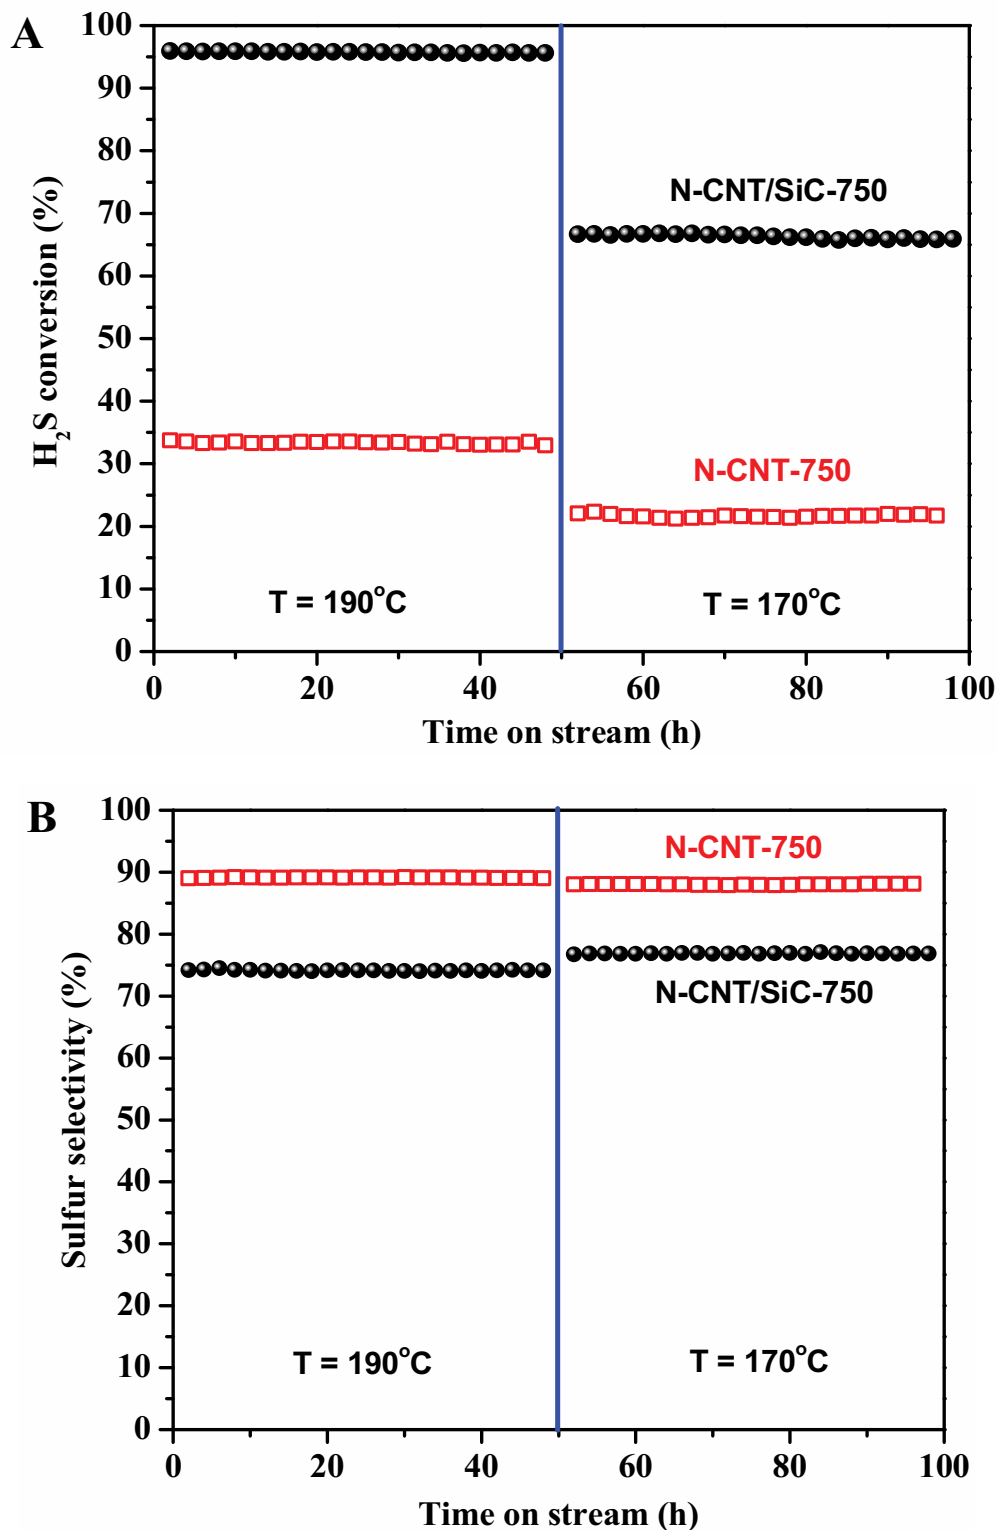 A
100
90
80
70
60
50
40
30
20
10
0
H₂S conversion (%)
N-CNT/SiC-750
N-CNT-750
T = 190°C
T = 170°C
0 20 40 60 80 100
Time on stream (h)
B
100
90
80
70
60
50
40
30
20
10
0
Sulfur selectivity (%)
N-CNT-750
N-CNT/SiC-750
T = 190°C
T = 170°C
0 20 40 60 80 100
Time on stream (h)